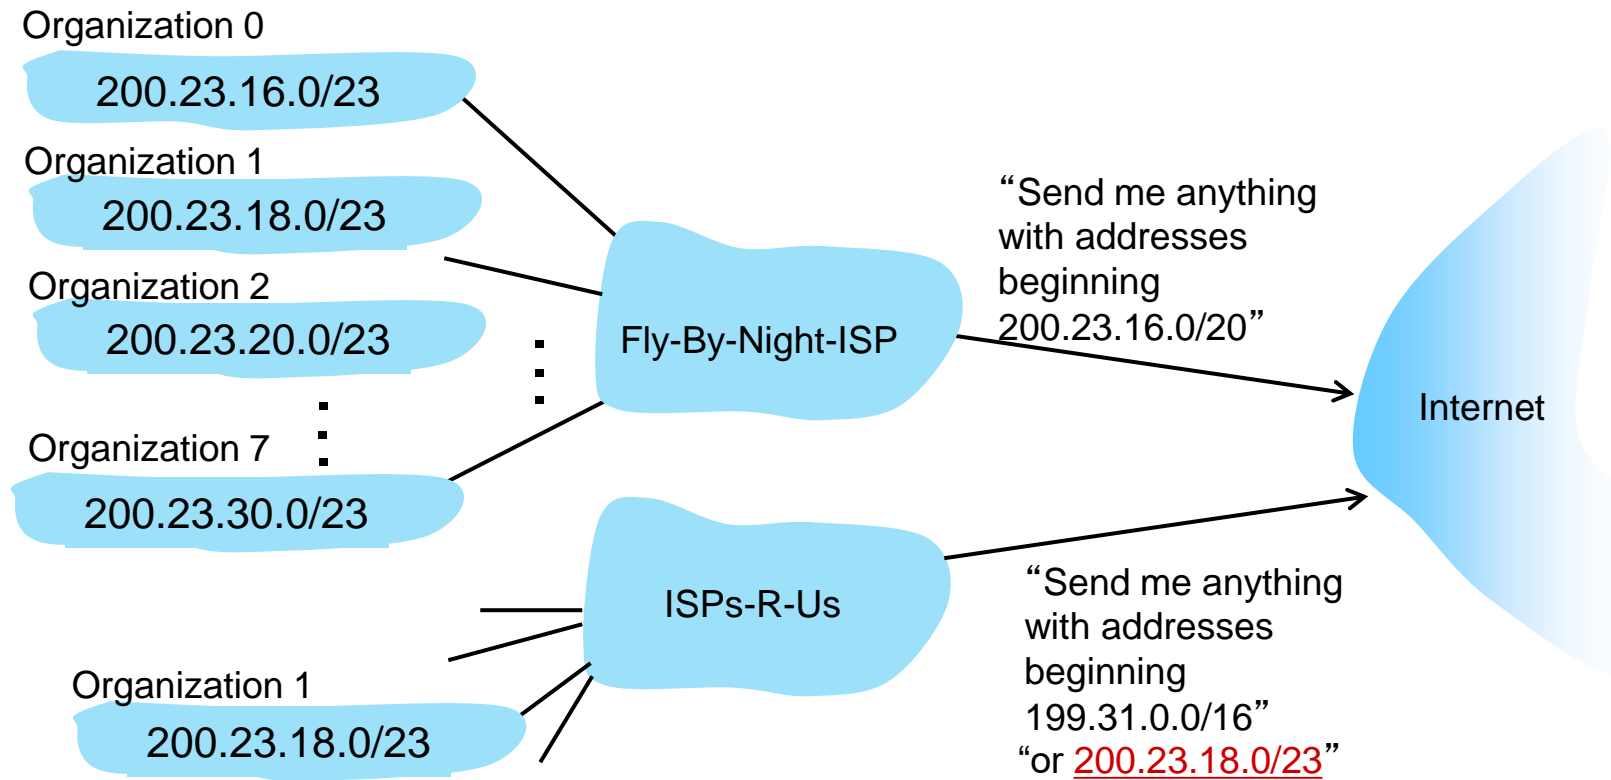 Organization 0
200.23.16.0/23
Organization 1
200.23.18.0/23
Organization 2
200.23.20.0/23
Organization 7
200.23.30.0/23
Fly-By-Night-ISP
“Send me anything
with addresses
beginning
200.23.16.0/20”
Internet
ISPs-R-Us
Organization 1
200.23.18.0/23
“Send me anything
with addresses
beginning
199.31.0.0/16”
“or 200.23.18.0/23”